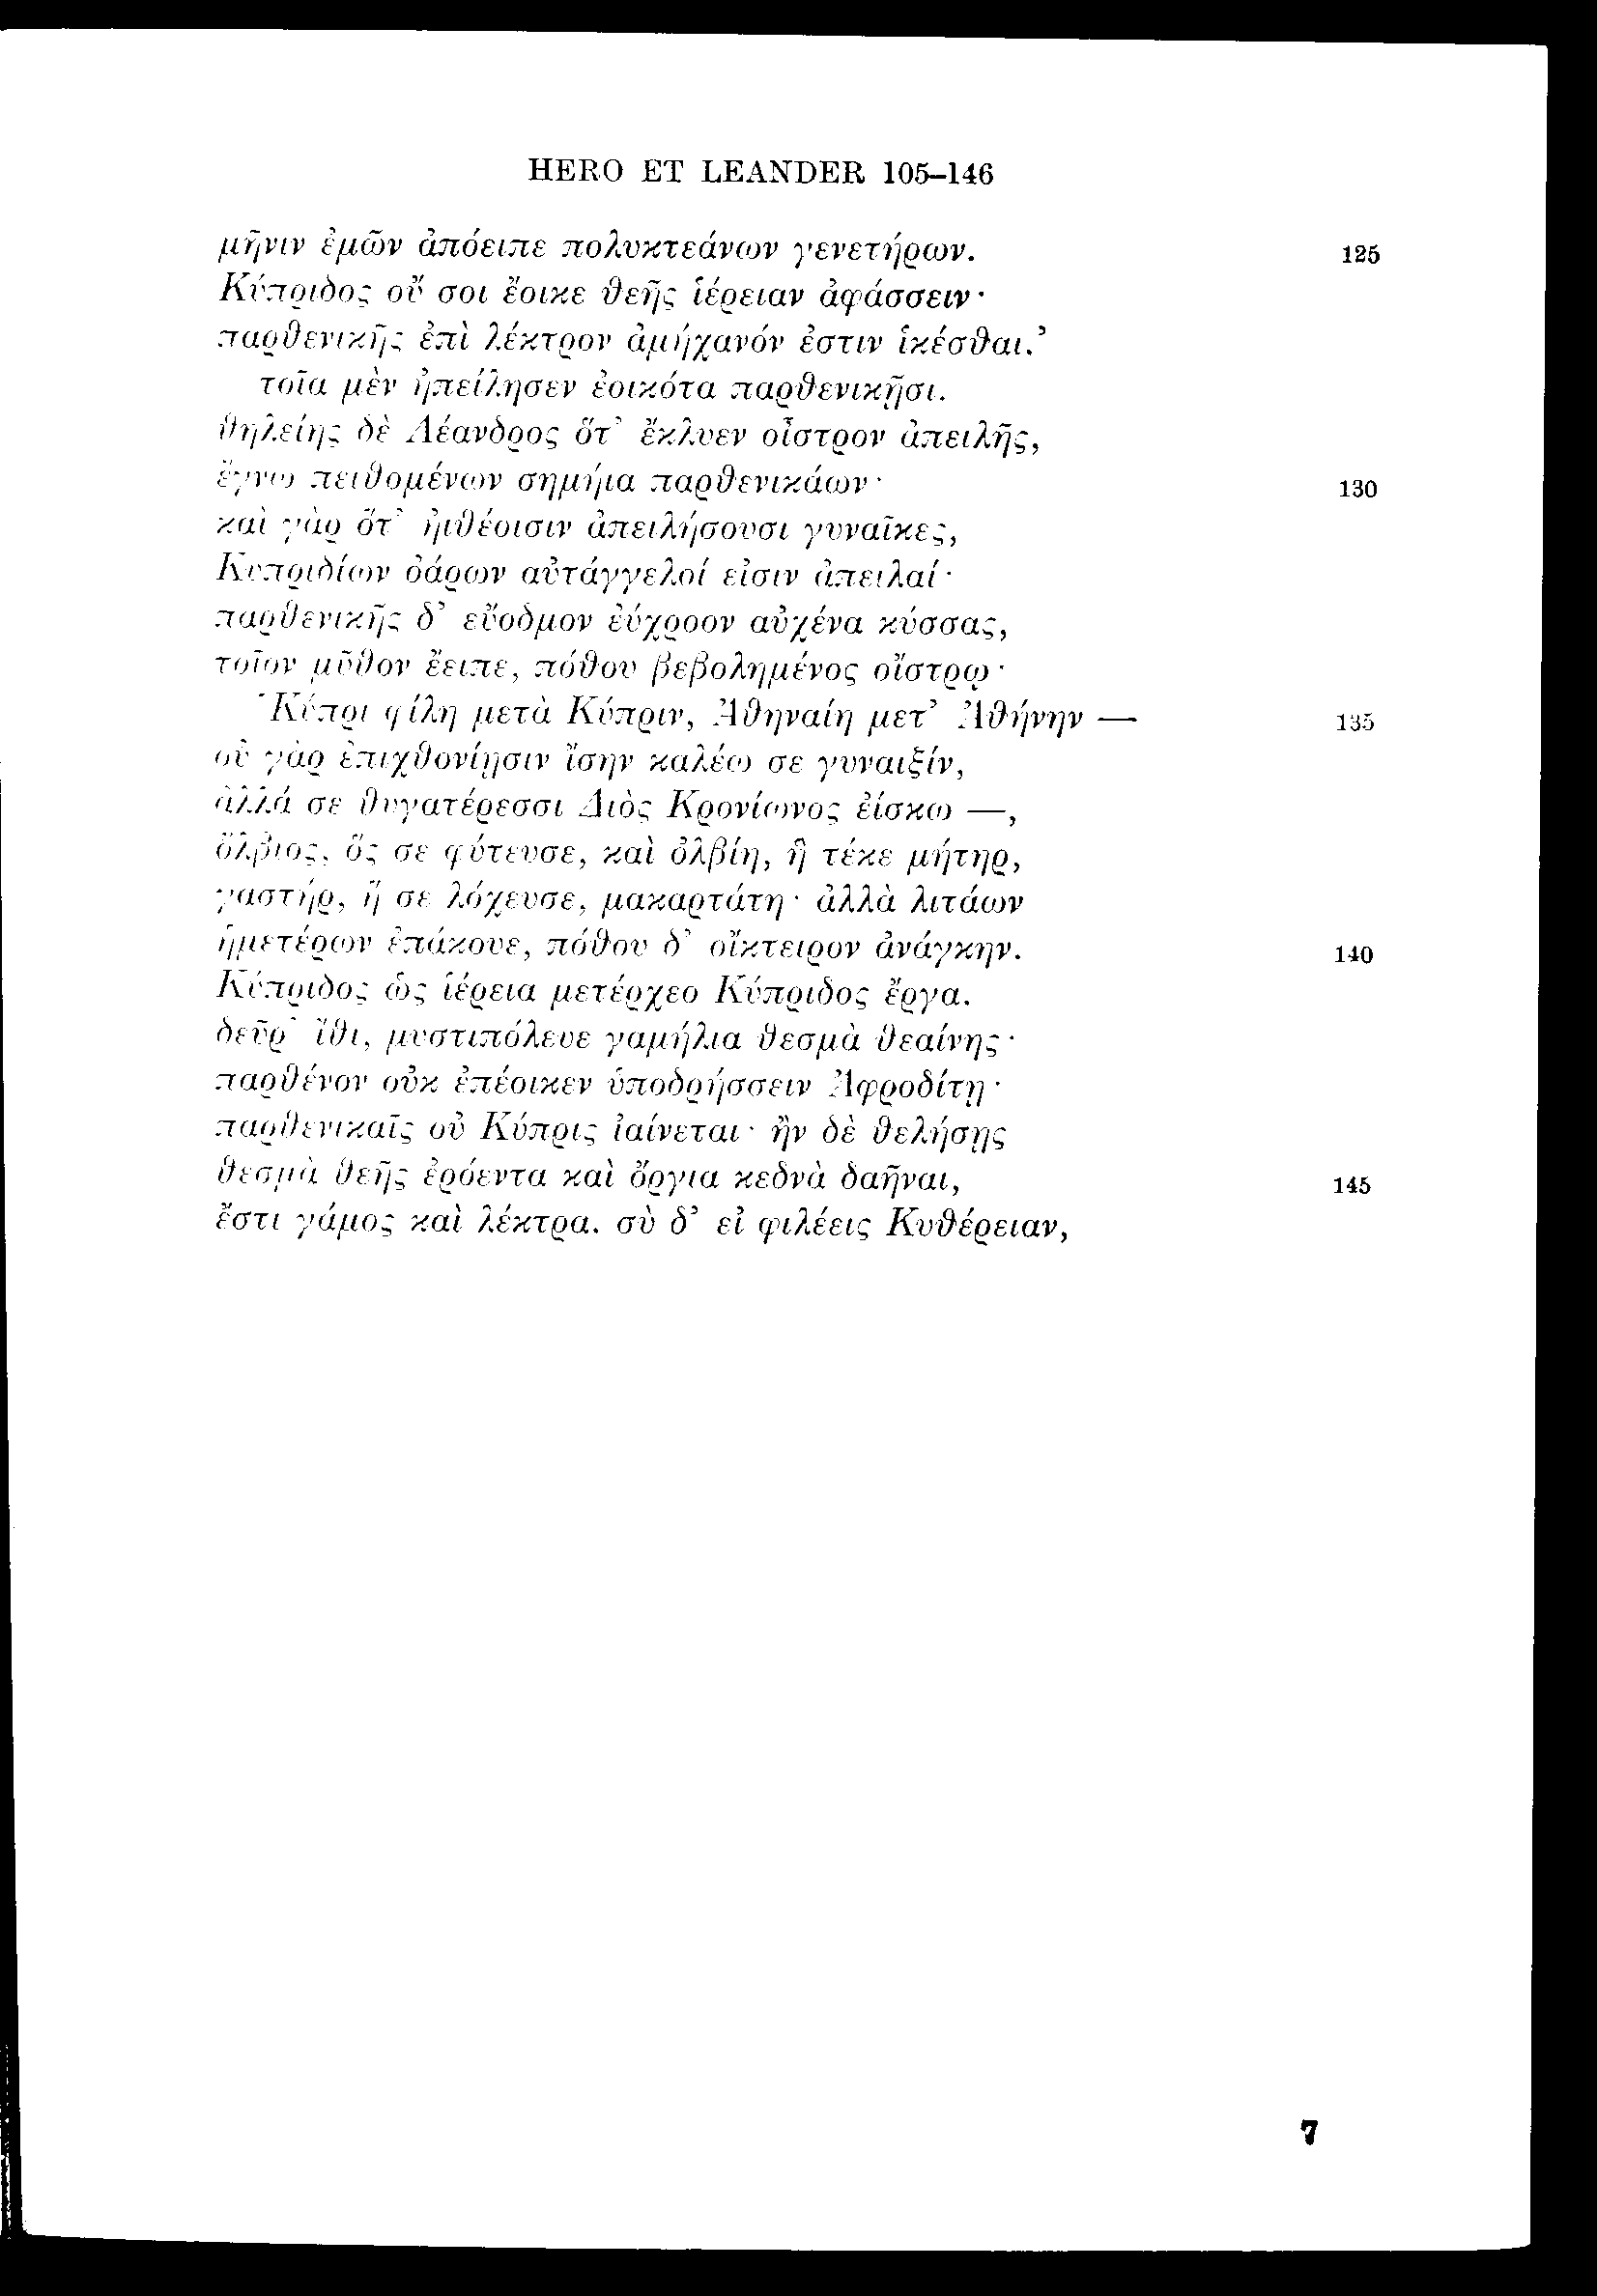 HERO ET LEANDER 105–146
μῆνιν ἐμῶν ἀπόειπε πολυκτεάνων γενετήρων. 125
Κύπριδος οὔ σοι ἔοικε θεῆς ἱέρειαν ἀφάσσειν·
παρθενικῆς ἐπὶ λέκτρον ἀμήχανόν ἐστιν ἱκέσθαι.’
τοῖα μὲν ἠπείλησεν ἐοικότα παρθενικῇσι.
θηλείης δὲ Λέανδρος ὅτ’ ἔκλυεν οἶστρον ἀπειλῆς,
ἔγνω πειθομένων σημήια παρθενικάων· 130
καὶ γὰρ ὅτ’ ἠιθέοισιν ἀπειλήσουσι γυναῖκες,
Κυπριδίων ὀάρων αὐτάγγελοί εἰσιν ἀπειλαί·
παρθενικῆς δ’ εὔοδμον ἐύχροον αὐχένα κύσσας,
τοῖον μῦθον ἔειπε, πόθου βεβολημένος οἴστρῳ·
‘Κύπρι φίλη μετὰ Κύπριν, Ἀθηναίη μετ’ Ἀθήνην — 135
οὐ γὰρ ἐπιχθονίῃσιν ἴσην καλέω σε γυναιξίν,
ἀλλά σε θυγατέρεσσι Διὸς Κρονίωνος ἐίσκω —,
ὄλβιος, ὅς σε φύτευσε, καὶ ὀλβίη, ἣ τέκε μήτηρ,
γαστήρ, ἥ σε λόχευσε, μακαρτάτη· ἀλλὰ λιτάων
ἡμετέρων ἐπάκουε, πόθου δ’ οἴκτειρον ἀνάγκην. 140
Κύπριδος ὡς ἱέρεια μετέρχεο Κύπριδος ἔργα.
δεῦρ’ ἴθι, μυστιπόλευε γαμήλια θεσμὰ θεαίνης·
παρθένον οὐκ ἐπέοικεν ὑποδρήσσειν Ἀφροδίτῃ·
παρθενικαῖς οὐ Κύπρις ἰαίνεται· ἢν δὲ θελήσῃς
θεσμὰ θεῆς ἐρόεντα καὶ ὄργια κεδνὰ δαῆναι, 145
ἔστι γάμος καὶ λέκτρα. σὺ δ’ εἰ φιλέεις Κυθέρειαν,
7